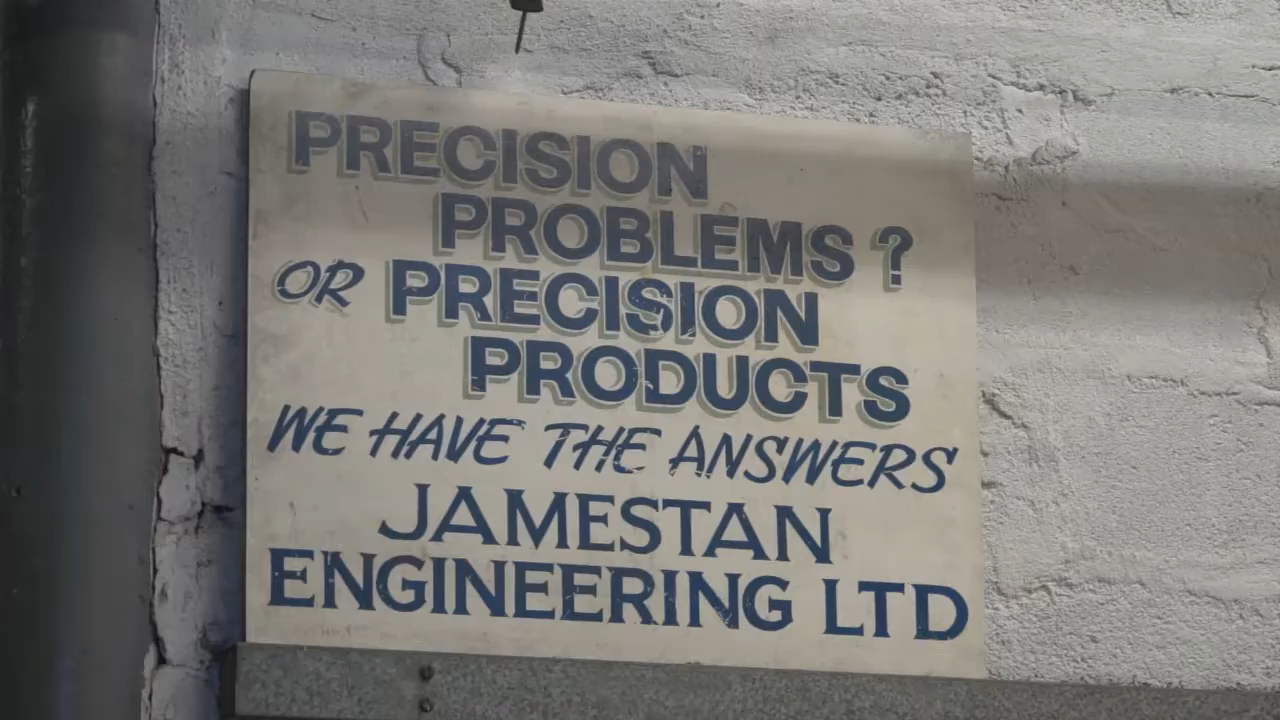 PRECISION
PROBLEMS ?
OR PRECISION
PRODUCTS
WE HAVE THE ANSWERS
JAMESTAN
ENGINEERING LTD